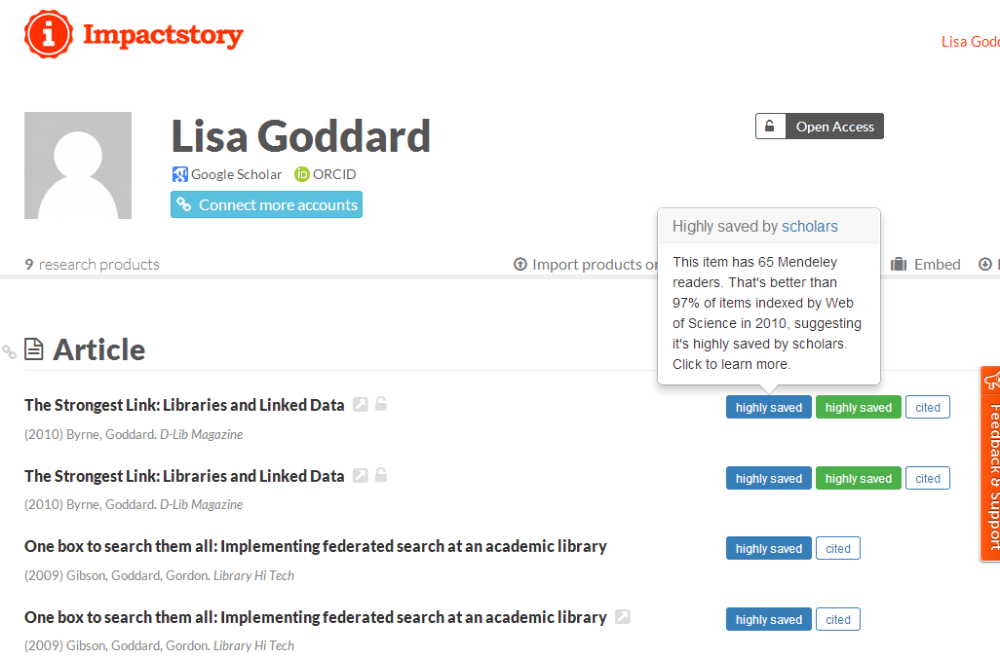 Impactstory
Lisa Godd
Lisa Goddard
Open Access
Google Scholar iD ORCID
Connect more accounts
Highly saved by scholars
This item has 65 Mendeley
readers. That's better than
97% of items indexed by Web
of Science in 2010, suggesting
it's highly saved by scholars.
Click to learn more.
9 research products
Import products or
Embed
Article
The Strongest Link: Libraries and Linked Data
highly saved highly saved cited
(2010) Byrne, Goddard. D-Lib Magazine
The Strongest Link: Libraries and Linked Data
highly saved highly saved cited
(2010) Byrne, Goddard. D-Lib Magazine
One box to search them all: Implementing federated search at an academic library
highly saved cited
(2009) Gibson, Goddard, Gordon. Library Hi Tech
One box to search them all: Implementing federated search at an academic library
highly saved cited
(2009) Gibson, Goddard, Gordon. Library Hi Tech
Feedback & Support